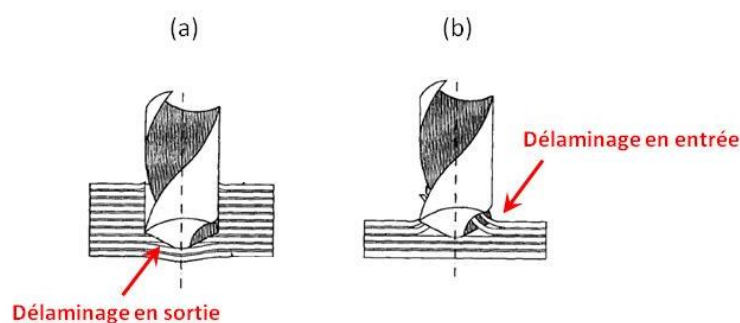 (a)
(b)
Délaminage en entrée
Délaminage en sortie